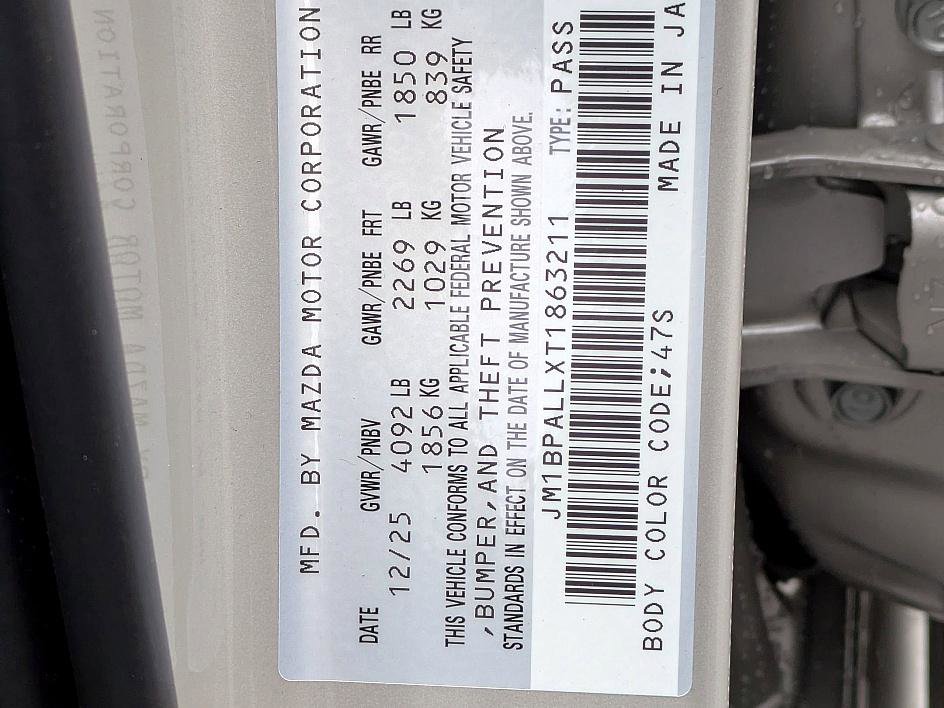 MFD. BY MAZDA MOTOR CORPORATION
DATE GVWR/PNBV GAWR/PNBE FRT GAWR/PNBE RR
12/25 4092 LB 2269 LB 1850 LB
1856 KG 1029 KG 839 KG
THIS VEHICLE CONFORMS TO ALL APPLICABLE FEDERAL MOTOR VEHICLE SAFETY
,BUMPER,AND THEFT PREVENTION
STANDARDS IN EFFECT ON THE DATE OF MANUFACTURE SHOWN ABOVE.
JM1BPALLXT1863211 TYPE: PASS
BODY COLOR CODE;47S MADE IN JA